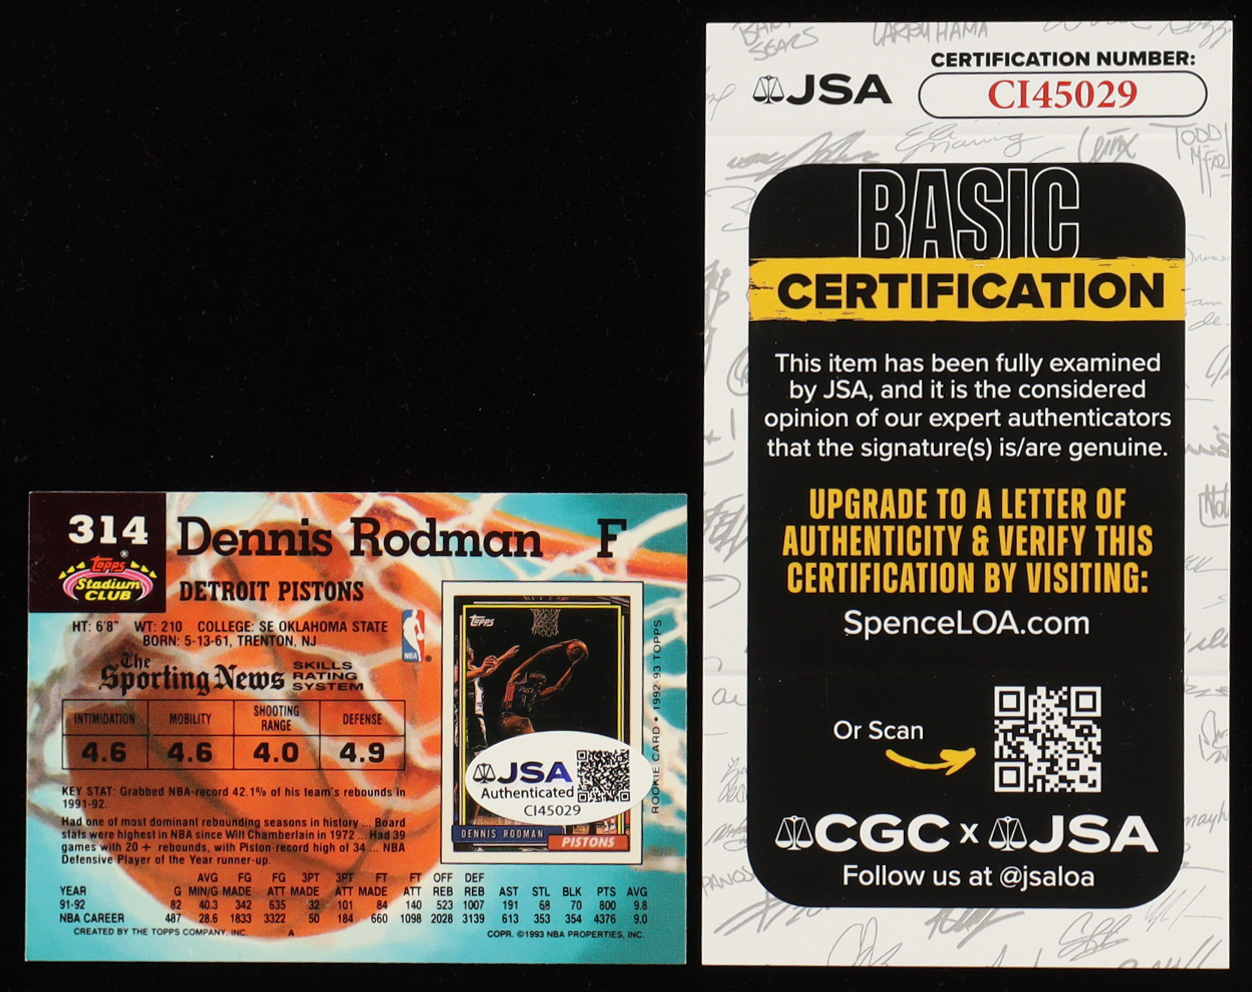 314
Topps
Stadium
CLUB
Dennis Rodman F
DETROIT PISTONS
HT: 6'8" WT: 210 COLLEGE: SE OKLAHOMA STATE
BORN: 5-13-61, TRENTON, NJ
NBA
The
Sporting News
SKILLS
RATING
SYSTEM
INTIMIDATION MOBILITY SHOOTING RANGE DEFENSE
4.6 4.6 4.0 4.9
KEY STAT: Grabbed NBA-record 42.1% of his team's rebounds in
1991-92.
Had one of most dominant rebounding seasons in history ... Board
stats were highest in NBA since Will Chamberlain in 1972 ... Had 39
games with 20 + rebounds, with Piston-record high of 34 ... NBA
Defensive Player of the Year runner-up.
AVG FG FG 3PT 3PT FT FT OFF DEF
YEAR G MIN/G MADE ATT MADE ATT MADE ATT REB REB AST STL BLK PTS AVG
91-92 82 40.3 342 635 32 101 84 140 523 1007 191 68 70 800 9.8
NBA CAREER 487 28.6 1833 3322 50 184 660 1098 2028 3139 613 353 354 4376 9.0
CREATED BY THE TOPPS COMPANY, INC. A COPR. ©1993 NBA PROPERTIES, INC.
TOPPS
JSA
Authenticated
CI45029
DENNIS RODMAN
PISTONS
ROOKIE CARD • 1992-93 TOPPS
BART
SEARS
LARRY HAMA
JSA
CERTIFICATION NUMBER:
CI45029
TODD
BASIC
CERTIFICATION
This item has been fully examined
by JSA, and it is the considered
opinion of our expert authenticators
that the signature(s) is/are genuine.
UPGRADE TO A LETTER OF
AUTHENTICITY & VERIFY THIS
CERTIFICATION BY VISITING:
SpenceLOA.com
Or Scan
CGC x JSA
Follow us at @jsaloa